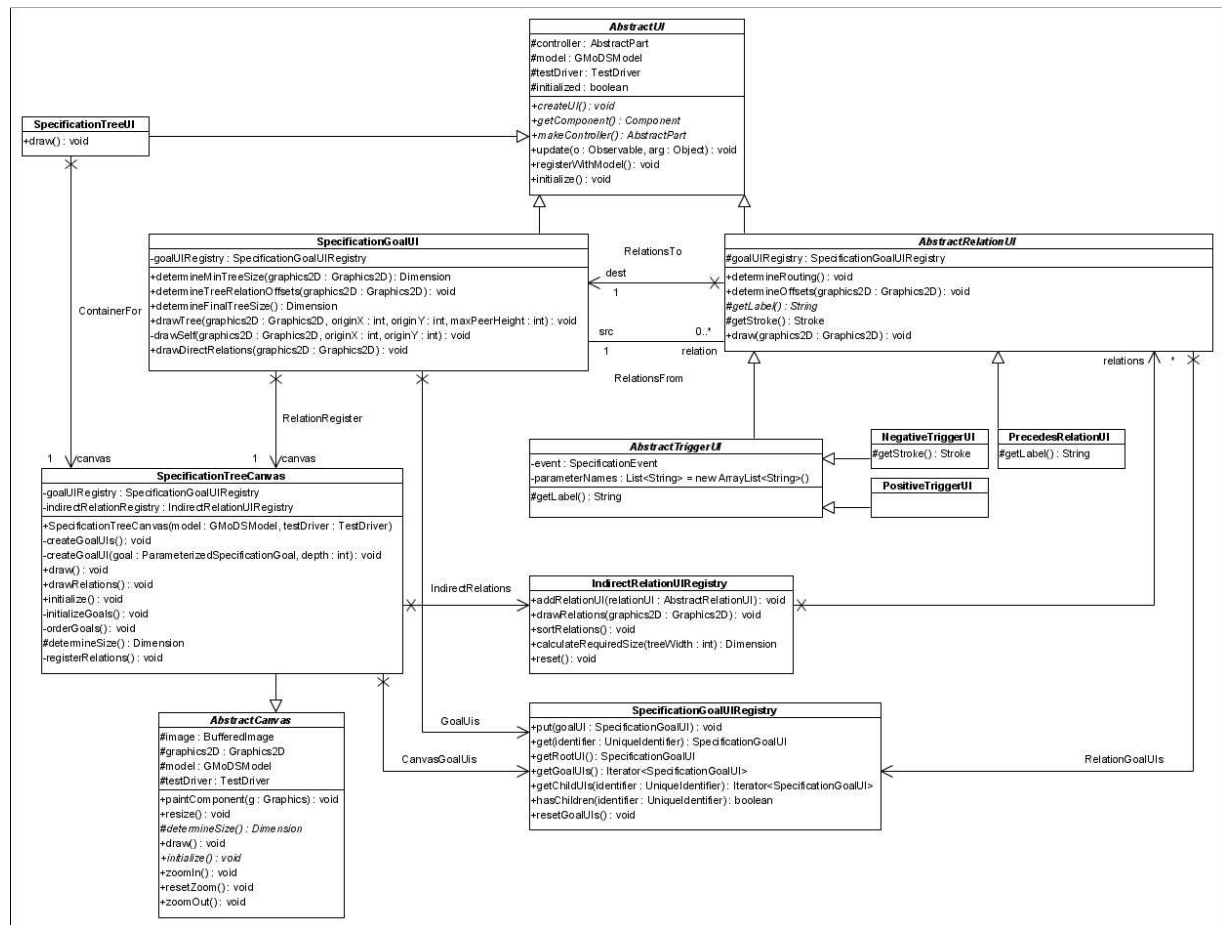 AbstractUI
#controller : AbstractPart
#model : GMoDSModel
#testDriver : TestDriver
#initialized : boolean
+createUI() : void
+getComponent() : Component
+makeController() : AbstractPart
+update(o : Observable, arg : Object) : void
+registerWithModel() : void
+initialize() : void
SpecificationTreeUI
+draw() : void
SpecificationGoalUI
-goalUIRegistry : SpecificationGoalUIRegistry
+determineMinTreeSize(graphics2D : Graphics2D) : Dimension
+determineTreeRelationOffsets(graphics2D : Graphics2D) : void
+determineFinalTreeSize() : Dimension
+drawTree(graphics2D : Graphics2D, originX : int, originY : int, maxPeerHeight : int) : void
-drawSelf(graphics2D : Graphics2D, originX : int, originY : int) : void
+drawDirectRelations(graphics2D : Graphics2D) : void
RelationsTo
dest
1
src
0..*
1
relation
RelationsFrom
AbstractRelationUI
#goalUIRegistry : SpecificationGoalUIRegistry
+determineRouting() : void
+determineOffsets(graphics2D : Graphics2D) : void
#getLabel() : String
#getStroke() : Stroke
+draw(graphics2D : Graphics2D) : void
relations
*
ContainerFor
RelationRegister
1
/canvas
1
/canvas
AbstractTriggerUI
-event : SpecificationEvent
-parameterNames : List<String> = new ArrayList<String>()
#getLabel() : String
NegativeTriggerUI
#getStroke() : Stroke
PrecedesRelationUI
#getLabel() : String
PositiveTriggerUI
SpecificationTreeCanvas
-goalUIRegistry : SpecificationGoalUIRegistry
-indirectRelationRegistry : IndirectRelationUIRegistry
+SpecificationTreeCanvas(model : GMoDSModel, testDriver : TestDriver)
-createGoalUIs() : void
-createGoalUI(goal : ParameterizedSpecificationGoal, depth : int) : void
+draw() : void
+drawRelations() : void
+initialize() : void
-initializeGoals() : void
-orderGoals() : void
#determineSize() : Dimension
-registerRelations() : void
IndirectRelations
IndirectRelationUIRegistry
+addRelationUI(relationUI : AbstractRelationUI) : void
+drawRelations(graphics2D : Graphics2D) : void
+sortRelations() : void
+calculateRequiredSize(treeWidth : int) : Dimension
+reset() : void
AbstractCanvas
#image : BufferedImage
#graphics2D : Graphics2D
#model : GMoDSModel
#testDriver : TestDriver
+paintComponent(g : Graphics) : void
+resize() : void
#determineSize() : Dimension
+draw() : void
+initialize() : void
+zoomIn() : void
+resetZoom() : void
+zoomOut() : void
GoalUis
CanvasGoalUis
SpecificationGoalUIRegistry
+put(goalUI : SpecificationGoalUI) : void
+get(identifier : UniqueIdentifier) : SpecificationGoalUI
+getRootUI() : SpecificationGoalUI
+getGoalUIs() : Iterator<SpecificationGoalUI>
+getChildUIs(identifier : UniqueIdentifier) : Iterator<SpecificationGoalUI>
+hasChildren(identifier : UniqueIdentifier) : boolean
+resetGoalUIs() : void
RelationGoalUIs